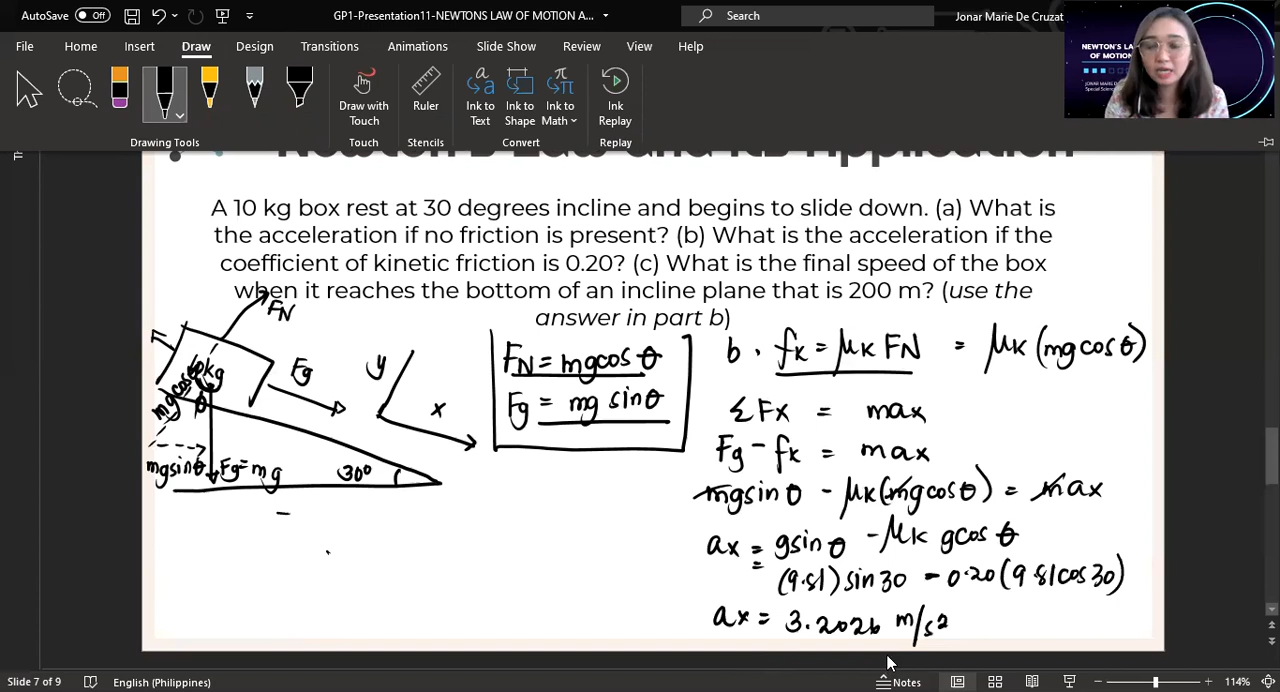 AutoSave Off
GP1-Presentation11-NEWTONS LAW OF MOTION A...
Search
Jonar Marie De Cruzat
File Home Insert Draw Design Transitions Animations Slide Show Review View Help
Draw with Touch
Ruler
Ink to Text
Ink to Shape
Ink to Math
Ink Replay
Drawing Tools
Touch
Stencils
Convert
Replay
NEWTON'S LAW
OF MOTION
A 10 kg box rest at 30 degrees incline and begins to slide down. (a) What is
the acceleration if no friction is present? (b) What is the acceleration if the
coefficient of kinetic friction is 0.20? (c) What is the final speed of the box
when it reaches the bottom of an incline plane that is 200 m? (use the
answer in part b)
FN
Fg
10kg
mgcosθ
θ
mgsinθ
Fg=mg
30°
y
x
FN = mgcosθ
Fg = mg sinθ
b. fk = μk FN = μk (mgcosθ)
ΣFx = max
Fg - fk = max
mgsinθ - μk(mgcosθ) = max
ax = gsinθ - μk gcosθ
= (9.81) sin 30 - 0.20 (9.81cos 30)
ax = 3.2026 m/s2
Slide 7 of 9
English (Philippines)
Notes
114%